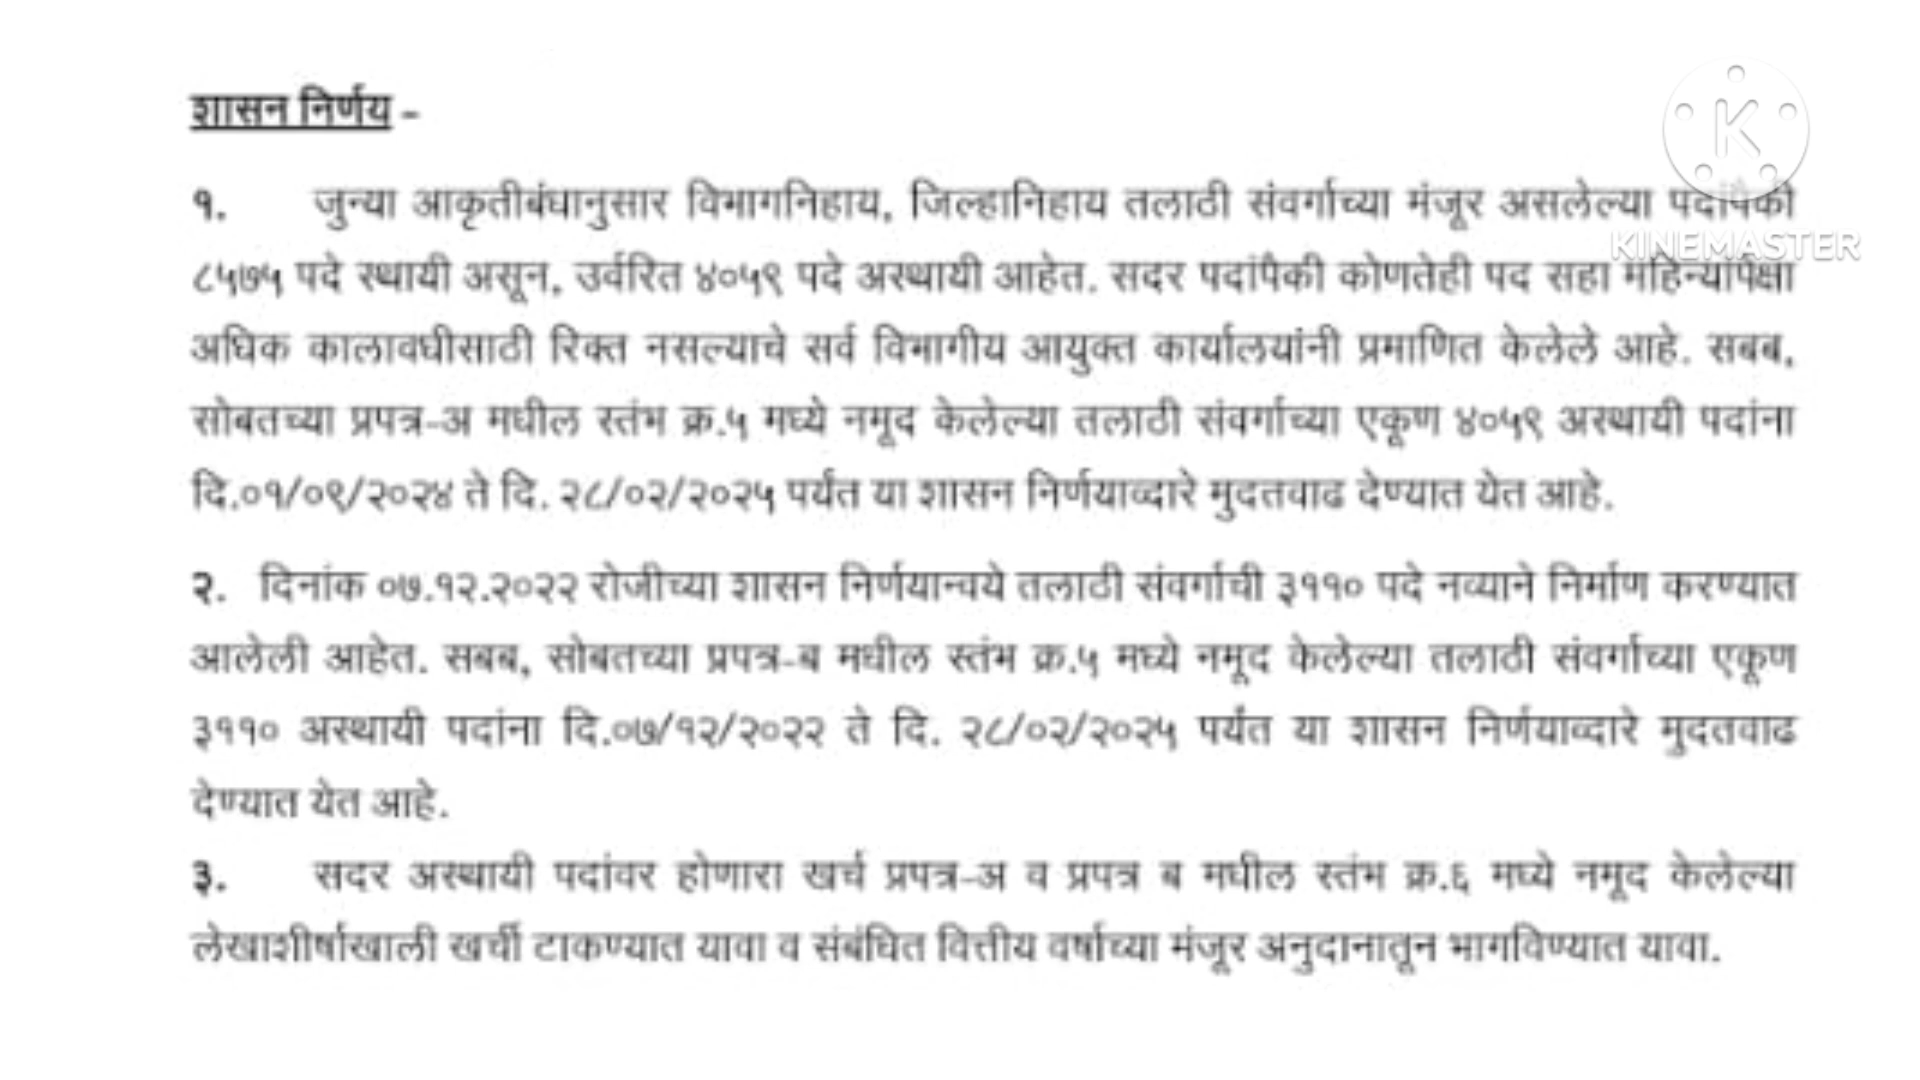 शासन निर्णय -
१. जुन्या आकृतीबंधानुसार विभागनिहाय, जिल्हानिहाय तलाठी संवर्गाच्या मंजूर असलेल्या पदांपैकी
८५७५ पदे स्थायी असून, उर्वरित ४०५९ पदे अस्थायी आहेत. सदर पदांपैकी कोणतेही पद सहा महिन्यांपेक्षा
अधिक कालावधीसाठी रिक्त नसल्याचे सर्व विभागीय आयुक्त कार्यालयांनी प्रमाणित केलेले आहे. सबब,
सोबतच्या प्रपत्र-अ मधील स्तंभ क्र.५ मध्ये नमूद केलेल्या तलाठी संवर्गाच्या एकूण ४०५९ अस्थायी पदांना
दि.०१/०९/२०२४ ते दि. २८/०२/२०२५ पर्यंत या शासन निर्णयाव्दारे मुदतवाढ देण्यात येत आहे.
२. दिनांक ०७.१२.२०२२ रोजीच्या शासन निर्णयान्वये तलाठी संवर्गाची ३११० पदे नव्याने निर्माण करण्यात
आलेली आहेत. सबब, सोबतच्या प्रपत्र-ब मधील स्तंभ क्र.५ मध्ये नमूद केलेल्या तलाठी संवर्गाच्या एकूण
३११० अस्थायी पदांना दि.०७/१२/२०२२ ते दि. २८/०२/२०२५ पर्यंत या शासन निर्णयाव्दारे मुदतवाढ
देण्यात येत आहे.
३. सदर अस्थायी पदांवर होणारा खर्च प्रपत्र-अ व प्रपत्र ब मधील स्तंभ क्र.६ मध्ये नमूद केलेल्या
लेखाशीर्षाखाली खर्ची टाकण्यात यावा व संबंधित वित्तीय वर्षाच्या मंजूर अनुदानातून भागविण्यात यावा.
K
KINEMASTER